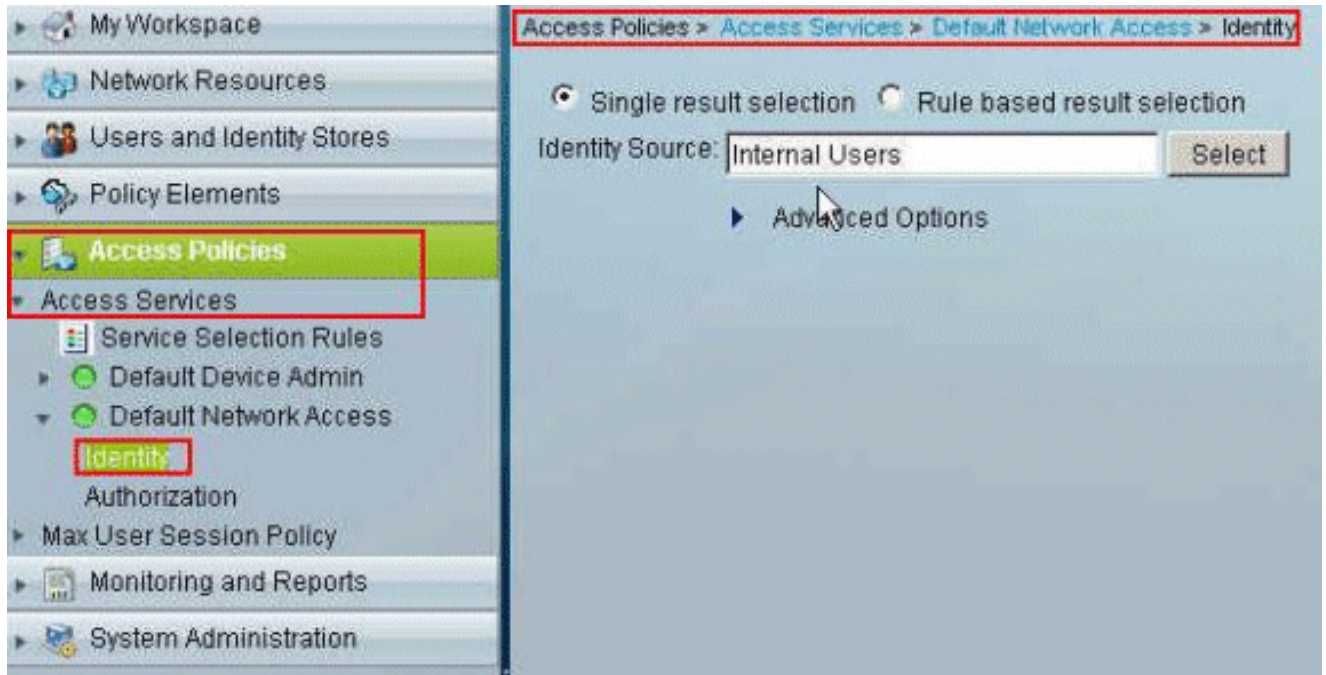 My Workspace
Network Resources
Users and Identity Stores
Policy Elements
Access Policies
Access Services
Service Selection Rules
Default Device Admin
Default Network Access
Identity
Authorization
Max User Session Policy
Monitoring and Reports
System Administration
Access Policies > Access Services > Default Network Access > Identity
Single result selection Rule based result selection
Identity Source: Internal Users Select
Advanced Options